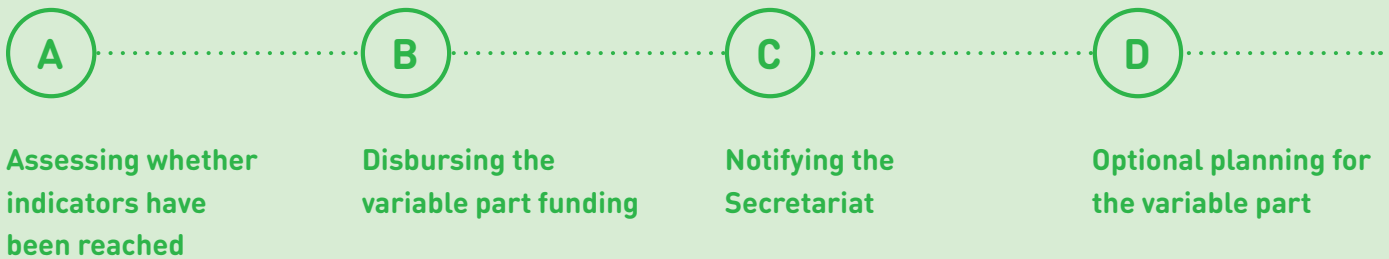 A
B
C
D
Assessing whether
indicators have
been reached
Disbursing the
variable part funding
Notifying the
Secretariat
Optional planning for
the variable part